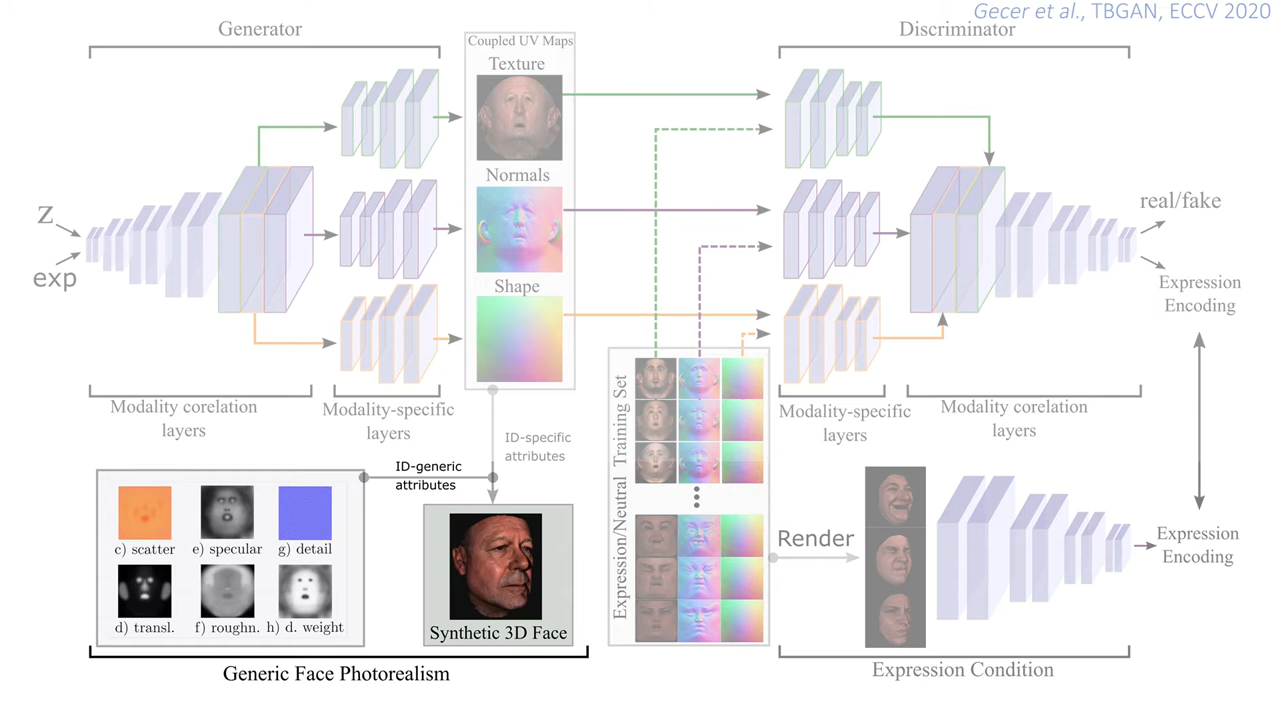 Gecer et al., TBGAN, ECCV 2020
Generator
Discriminator
Coupled UV Maps
Texture
Normals
Shape
Z
exp
real/fake
Expression
Encoding
Modality corelation
layers
Modality-specific
layers
Modality-specific
layers
Modality corelation
layers
ID-specific
attributes
ID-generic
attributes
Expression/Neutral Training Set
c) scatter
e) specular
g) detail
d) transl.
f) roughn.
h) d. weight
Synthetic 3D Face
Render
Expression
Encoding
Generic Face Photorealism
Expression Condition